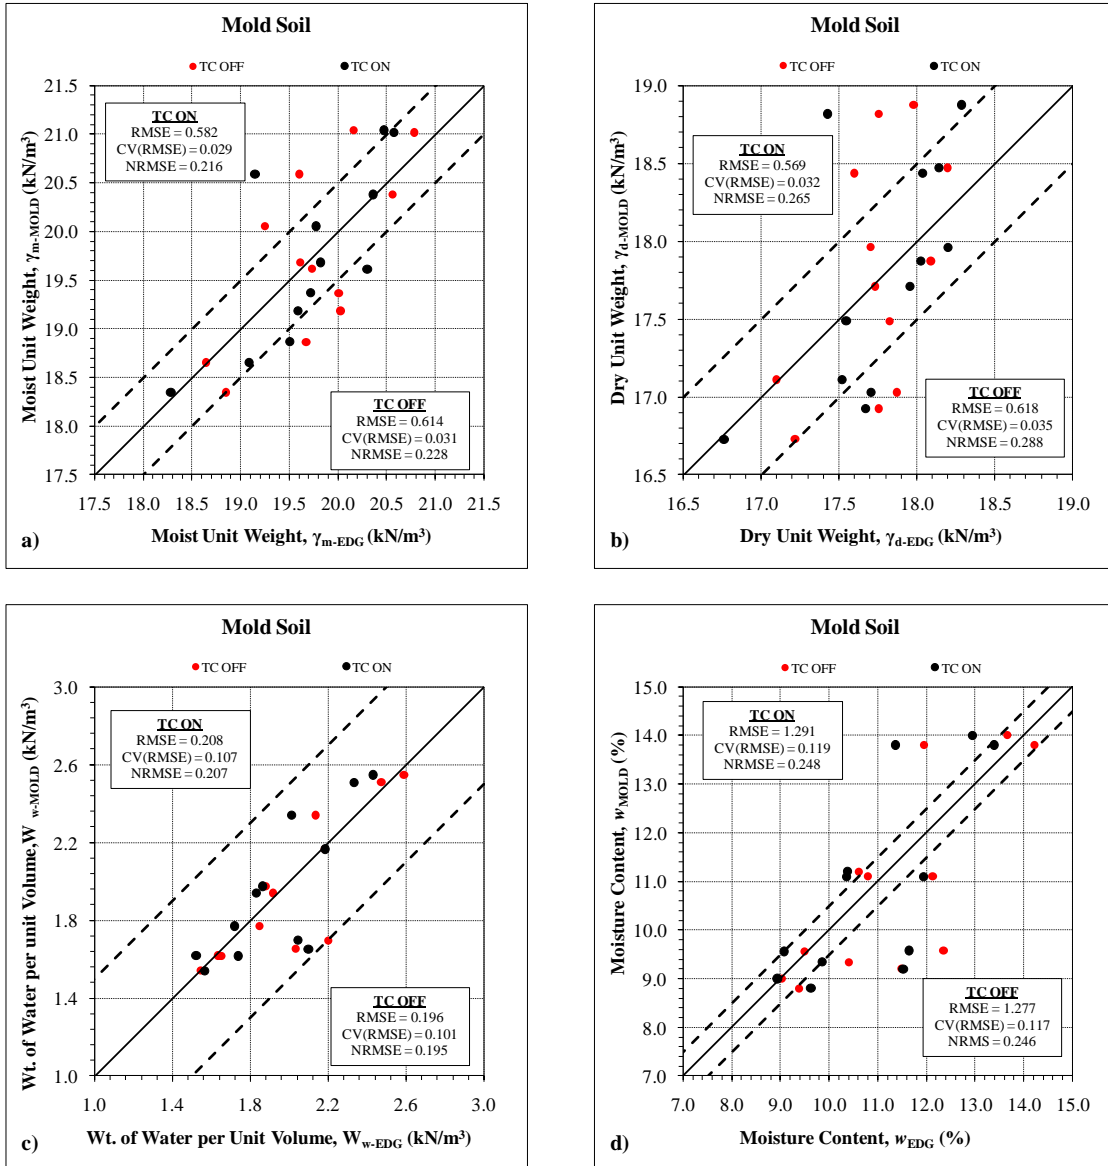 Mold Soil
TC OFF TC ON
21.5
21.0
20.5
20.0
19.5
19.0
18.5
18.0
17.5
Moist Unit Weight, γm-MOLD (kN/m³)
TC ON
RMSE = 0.582
CV(RMSE) = 0.029
NRMSE = 0.216
TC OFF
RMSE = 0.614
CV(RMSE) = 0.031
NRMSE = 0.228
17.5 18.0 18.5 19.0 19.5 20.0 20.5 21.0 21.5
a) Moist Unit Weight, γm-EDG (kN/m³)
Mold Soil
TC OFF TC ON
19.0
18.5
18.0
17.5
17.0
16.5
Dry Unit Weight, γd-MOLD (kN/m³)
TC ON
RMSE = 0.569
CV(RMSE) = 0.032
NRMSE = 0.265
TC OFF
RMSE = 0.618
CV(RMSE) = 0.035
NRMSE = 0.288
16.5 17.0 17.5 18.0 18.5 19.0
b) Dry Unit Weight, γd-EDG (kN/m³)
Mold Soil
TC OFF TC ON
3.0
2.6
2.2
1.8
1.4
1.0
Wt. of Water per unit Volume,Ww-MOLD (kN/m³)
TC ON
RMSE = 0.208
CV(RMSE) = 0.107
NRMSE = 0.207
TC OFF
RMSE = 0.196
CV(RMSE) = 0.101
NRMSE = 0.195
1.0 1.4 1.8 2.2 2.6 3.0
c) Wt. of Water per Unit Volume, Ww-EDG (kN/m³)
Mold Soil
TC OFF TC ON
15.0
14.0
13.0
12.0
11.0
10.0
9.0
8.0
7.0
Moisture Content, wMOLD (%)
TC ON
RMSE = 1.291
CV(RMSE) = 0.119
NRMSE = 0.248
TC OFF
RMSE = 1.277
CV(RMSE) = 0.117
NRMS = 0.246
7.0 8.0 9.0 10.0 11.0 12.0 13.0 14.0 15.0
d) Moisture Content, wEDG (%)